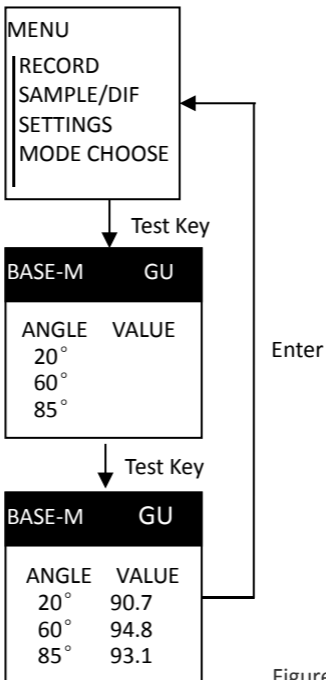 MENU
RECORD
SAMPLE/DIF
SETTINGS
MODE CHOOSE
Test Key
BASE-M GU
ANGLE VALUE
20°
60°
85°
Enter
Test Key
BASE-M GU
ANGLE VALUE
20° 90.7
60° 94.8
85° 93.1
Figure